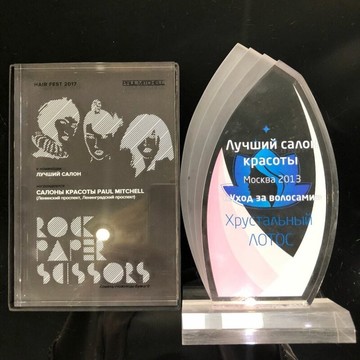 HAIR FEST 2017
PAUL MITCHELL
ЛУЧШИЙ САЛОН
САЛОНЫ КРАСОТЫ PAUL MITCHELL
(Ленинский проспект, Ленинградский проспект)
ROCK
PAPER
SCISSORS
Лучший салон
красоты
Москва 2013
Уход за волосами
Хрустальный
ЛОТОС